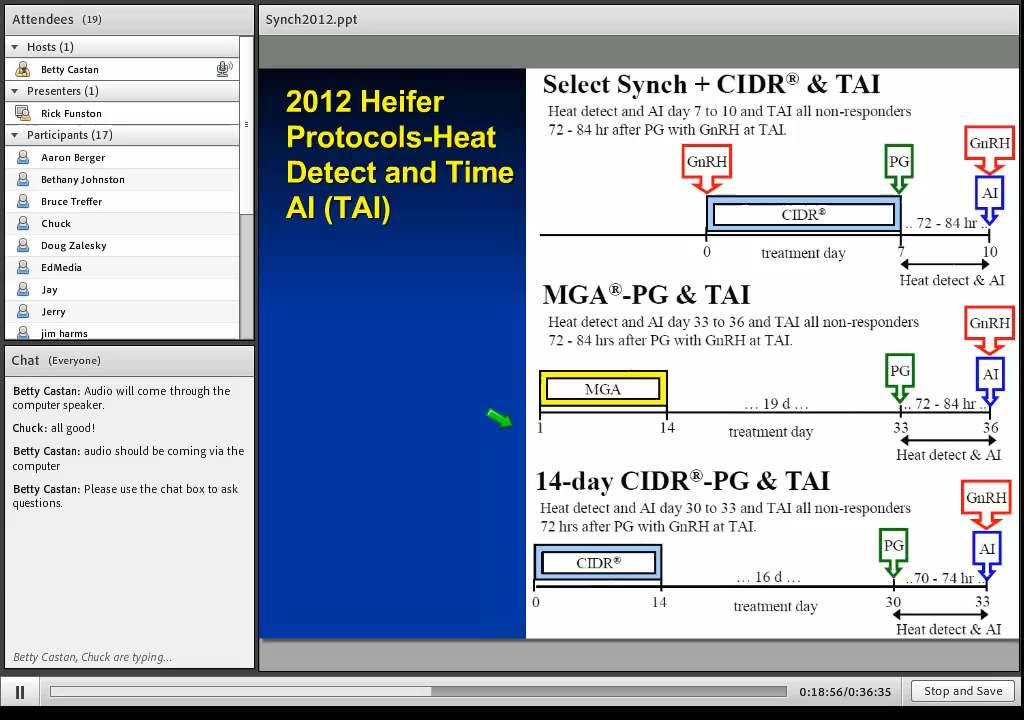 Attendees (19)
Hosts (1)
Betty Castan
Presenters (1)
Rick Funston
Participants (17)
Aaron Berger
Bethany Johnston
Bruce Treffer
Chuck
Doug Zalesky
EdMedia
Jay
Jerry
jim harms
Chat (Everyone)
Betty Castan: Audio will come through the
computer speaker.
Chuck: all good!
Betty Castan: audio should be coming via the
computer
Betty Castan: Please use the chat box to ask
questions.
Betty Castan, Chuck are typing...
Synch2012.ppt
2012 Heifer
Protocols-Heat
Detect and Time
AI (TAI)
Select Synch + CIDR® & TAI
Heat detect and AI day 7 to 10 and TAI all non-responders
72 - 84 hr after PG with GnRH at TAI.
GnRH
PG
GnRH
AI
CIDR®
.. 72 - 84 hr ..
0
treatment day
7
10
Heat detect & AI
MGA®-PG & TAI
Heat detect and AI day 33 to 36 and TAI all non-responders
72 - 84 hrs after PG with GnRH at TAI.
GnRH
PG
AI
MGA
... 19 d ...
..72 - 84 hr..
1
14
treatment day
33
36
Heat detect & AI
14-day CIDR®-PG & TAI
Heat detect and AI day 30 to 33 and TAI all non-responders
72 hrs after PG with GnRH at TAI.
GnRH
PG
AI
CIDR®
... 16 d ...
..70 - 74 hr..
0
14
treatment day
30
33
Heat detect & AI
0:18:56/0:36:35
Stop and Save